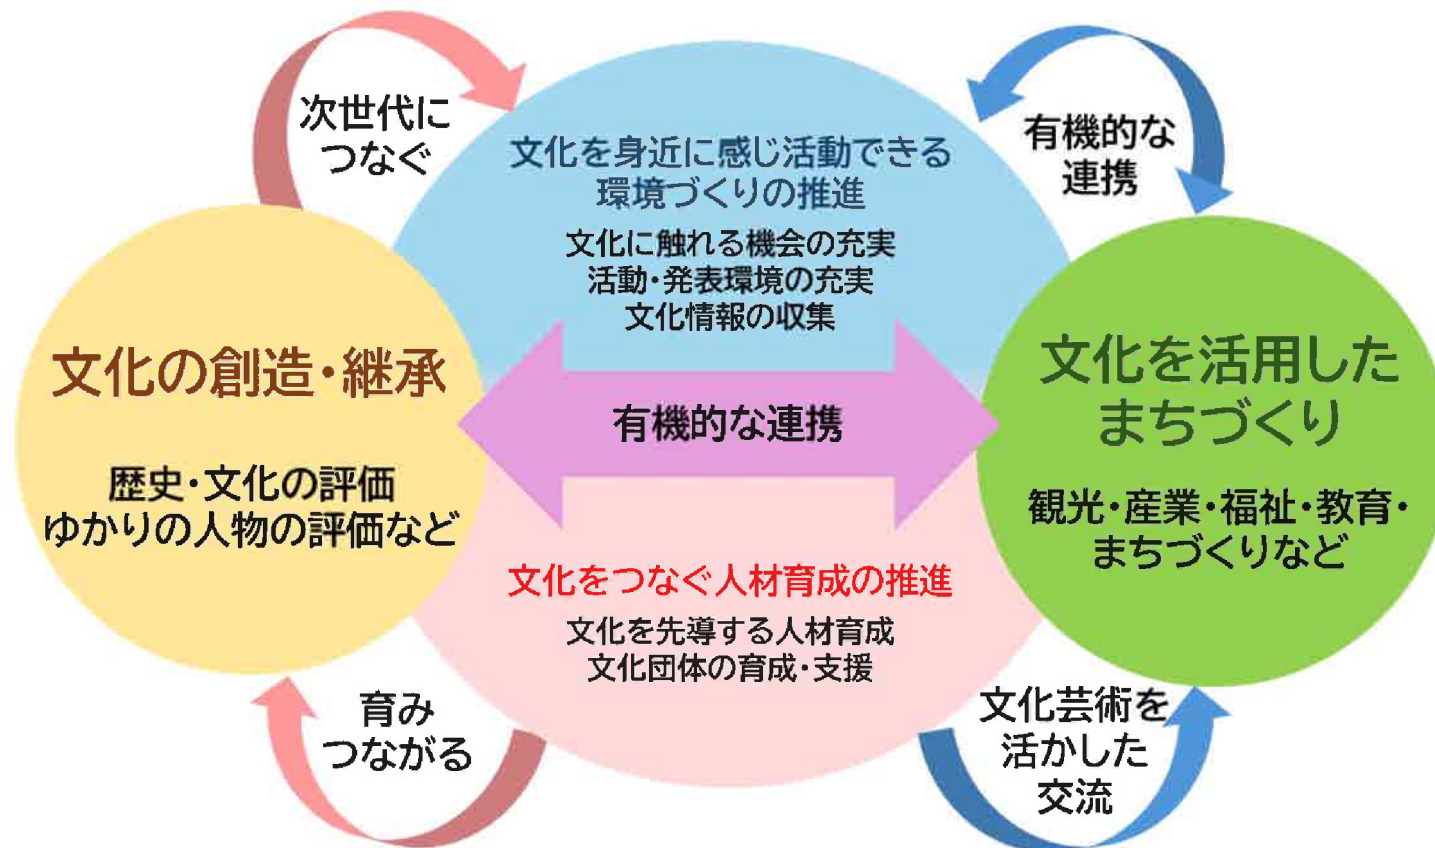 次世代に
つなぐ
文化を身近に感じ活動できる
環境づくりの推進
文化に触れる機会の充実
活動・発表環境の充実
文化情報の収集
有機的な
連携
文化の創造・継承
歴史・文化の評価
ゆかりの人物の評価など
有機的な連携
文化を活用した
まちづくり
観光・産業・福祉・教育・
まちづくりなど
文化をつなぐ人材育成の推進
文化を先導する人材育成
文化団体の育成・支援
育み
つながる
文化芸術を
活かした
交流